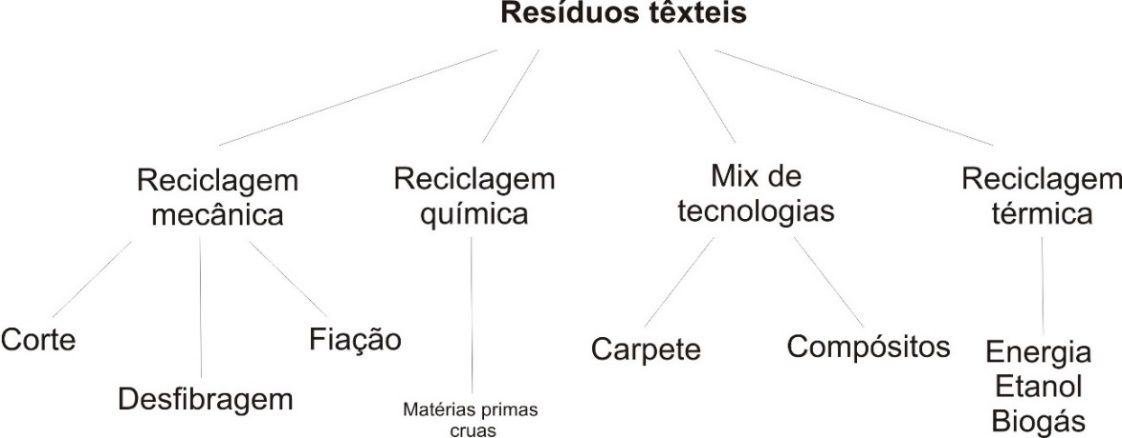 Resíduos têxteis
Reciclagem
mecânica
Reciclagem
química
Mix de
tecnologias
Reciclagem
térmica
Corte
Desfibragem
Fiação
Matérias primas
cruas
Carpete
Compósitos
Energia
Etanol
Biogás